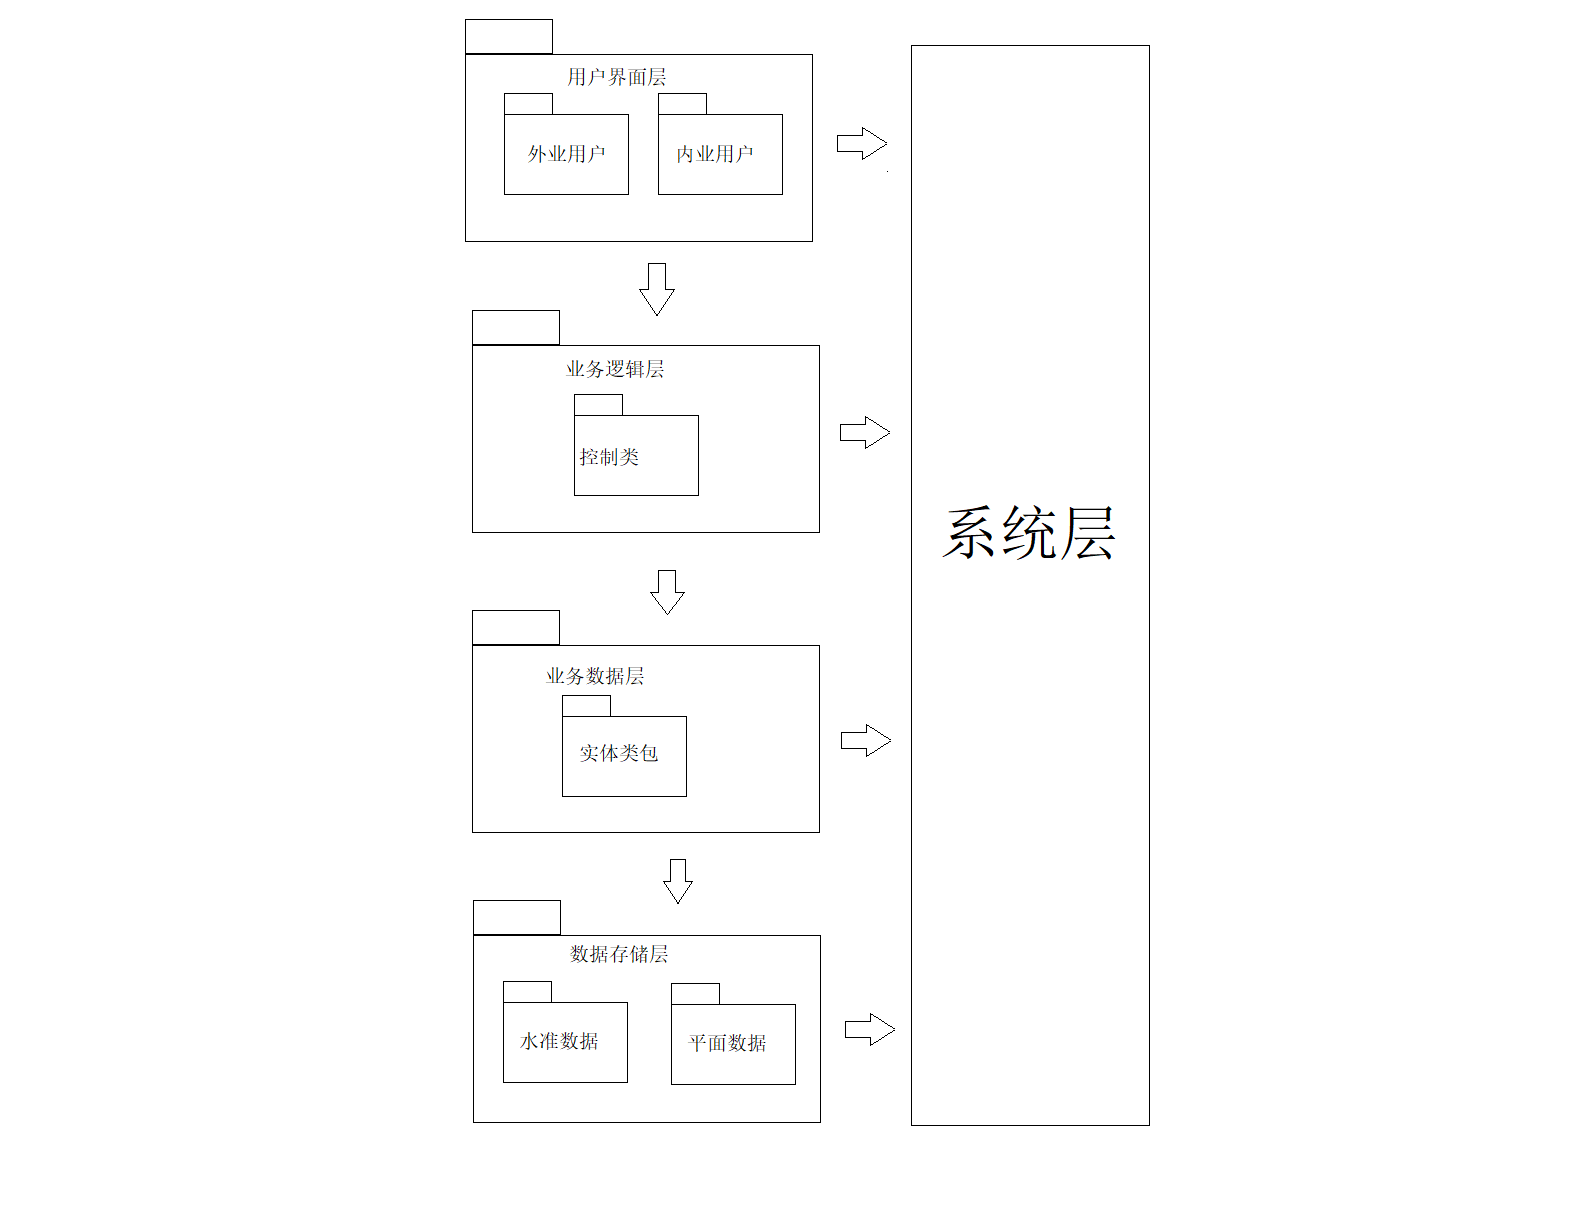 用户界面层
外业用户
内业用户
业务逻辑层
控制类
系统层
业务数据层
实体类包
数据存储层
水准数据
平面数据